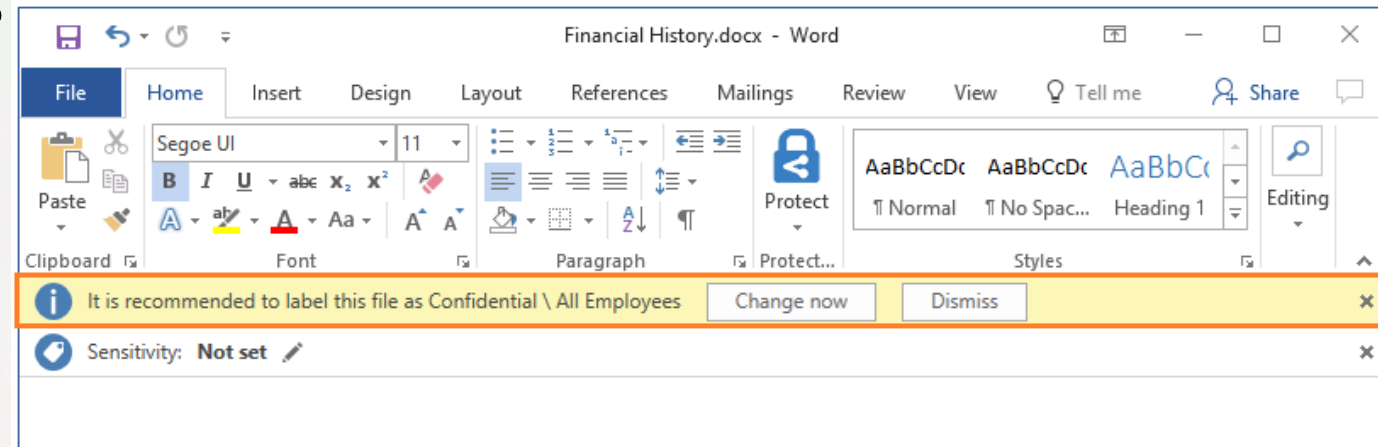 Financial History.docx - Word
File Home Insert Design Layout References Mailings Review View Tell me Share
Segoe UI 11
B I U abc X₂ X² 
Paste Protect AaBbCcDc AaBbCcDc AaBbC
A aby A Aa A A A Z ¶ ¶ Normal ¶ No Spac... Heading 1 Editing
Clipboard Font Paragraph Protect... Styles
It is recommended to label this file as Confidential \ All Employees Change now Dismiss
Sensitivity: Not set